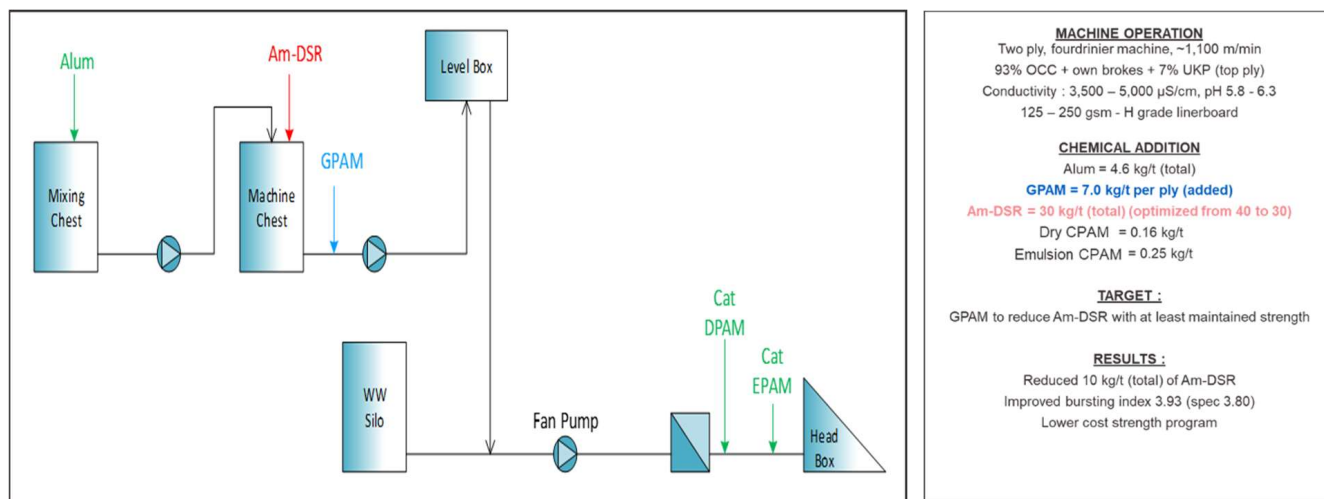 Alum
Am-DSR
Level Box
GPAM
Mixing
Chest
Machine
Chest
WW
Silo
Fan Pump
Cat
DPAM
Cat
EPAM
Head
Box
MACHINE OPERATION
Two ply, fourdrinier machine, ~1,100 m/min
93% OCC + own brokes + 7% UKP (top ply)
Conductivity : 3,500 – 5,000 µS/cm, pH 5.8 - 6.3
125 – 250 gsm - H grade linerboard
CHEMICAL ADDITION
Alum = 4.6 kg/t (total)
GPAM = 7.0 kg/t per ply (added)
Am-DSR = 30 kg/t (total) (optimized from 40 to 30)
Dry CPAM = 0.16 kg/t
Emulsion CPAM = 0.25 kg/t
TARGET :
GPAM to reduce Am-DSR with at least maintained strength
RESULTS :
Reduced 10 kg/t (total) of Am-DSR
Improved bursting index 3.93 (spec 3.80)
Lower cost strength program